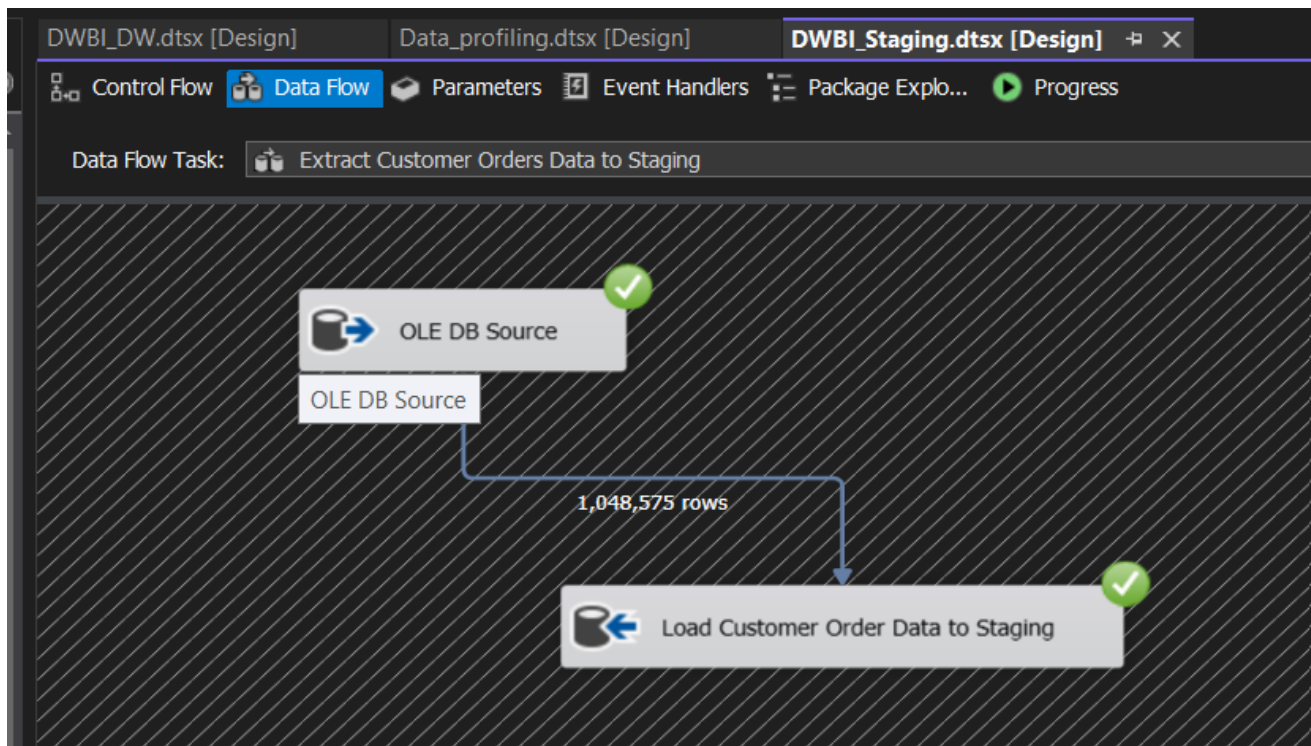 DWBI_DW.dtsx [Design] Data_profiling.dtsx [Design] DWBI_Staging.dtsx [Design]
Control Flow Data Flow Parameters Event Handlers Package Explo... Progress
Data Flow Task: Extract Customer Orders Data to Staging
OLE DB Source
OLE DB Source
1,048,575 rows
Load Customer Order Data to Staging